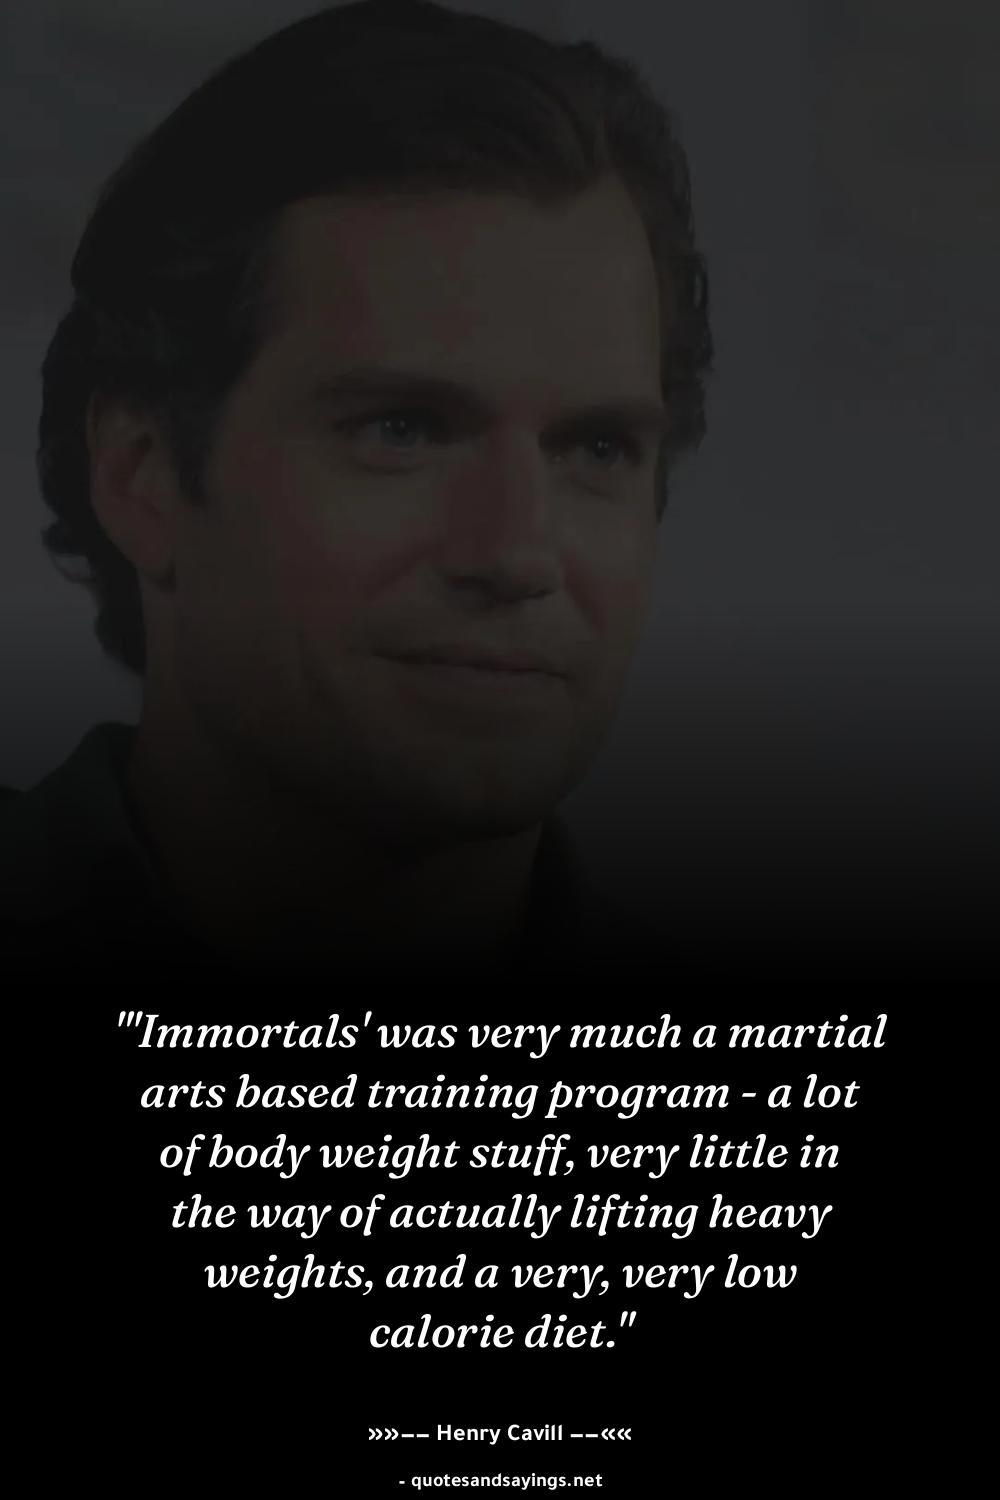 "'Immortals' was very much a martial
arts based training program - a lot
of body weight stuff, very little in
the way of actually lifting heavy
weights, and a very, very low
calorie diet."
»»–– Henry Cavill ––««
- quotesandsayings.net